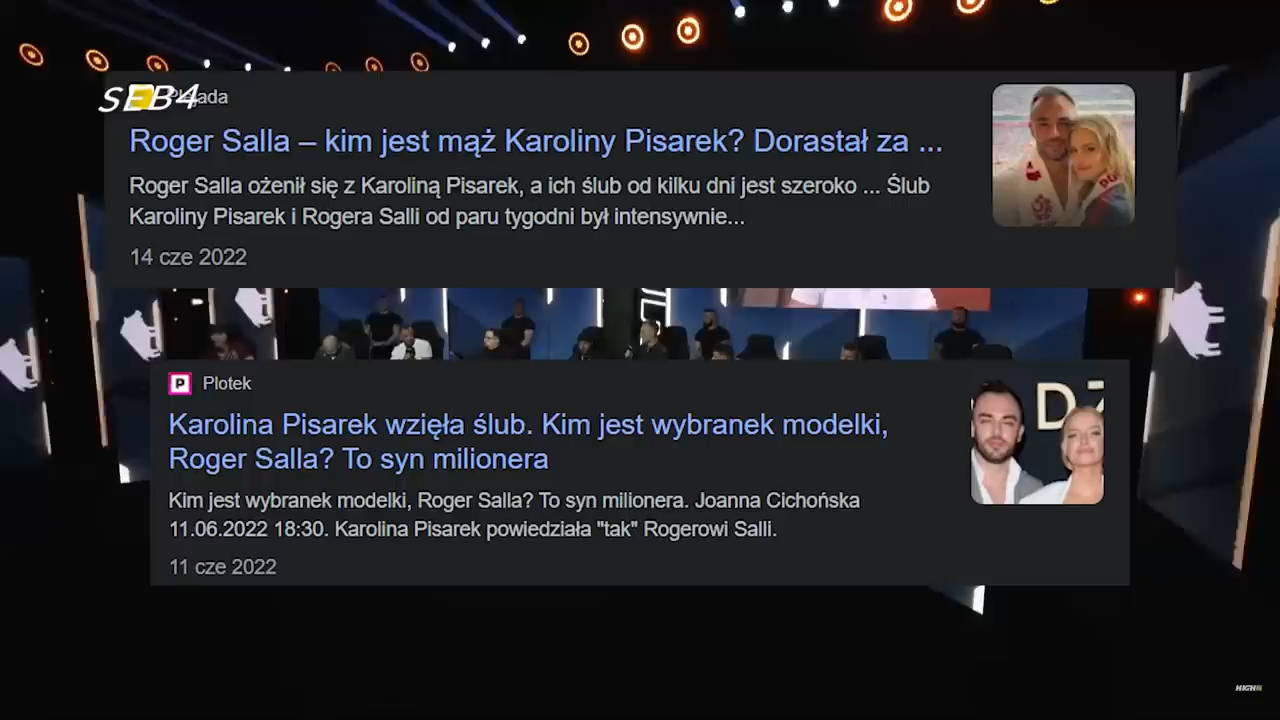 SEB4
Roger Salla – kim jest mąż Karoliny Pisarek? Dorastał za ...
Roger Salla ożenił się z Karoliną Pisarek, a ich ślub od kilku dni jest szeroko ... Ślub
Karoliny Pisarek i Rogera Salli od paru tygodni był intensywnie...
14 cze 2022
P Plotek
Karolina Pisarek wzięła ślub. Kim jest wybranek modelki,
Roger Salla? To syn milionera
Kim jest wybranek modelki, Roger Salla? To syn milionera. Joanna Cichońska
11.06.2022 18:30. Karolina Pisarek powiedziała "tak" Rogerowi Salli.
11 cze 2022